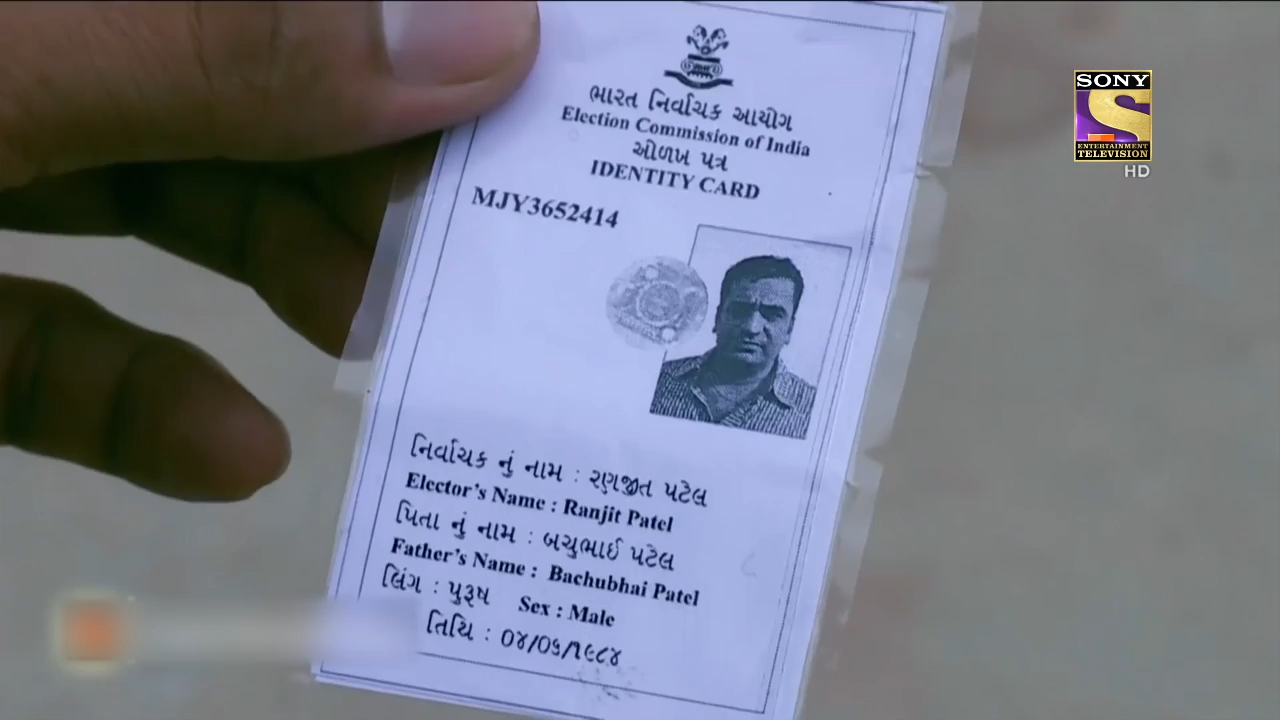 ભારત નિર્વાચક આયોગ
Election Commission of India
ઓળખ પત્ર
IDENTITY CARD
MJY3652414
નિર્વાચક નું નામ : રણજીત પટેલ
Elector's Name : Ranjit Patel
પિતા નું નામ : બચુભાઈ પટેલ
Father's Name : Bachubhai Patel
લિંગ : પુરૂષ Sex : Male
તિથિ : ૦૪/૦૬/૧૯૮૪
SONY
ENTERTAINMENT
TELEVISION
HD